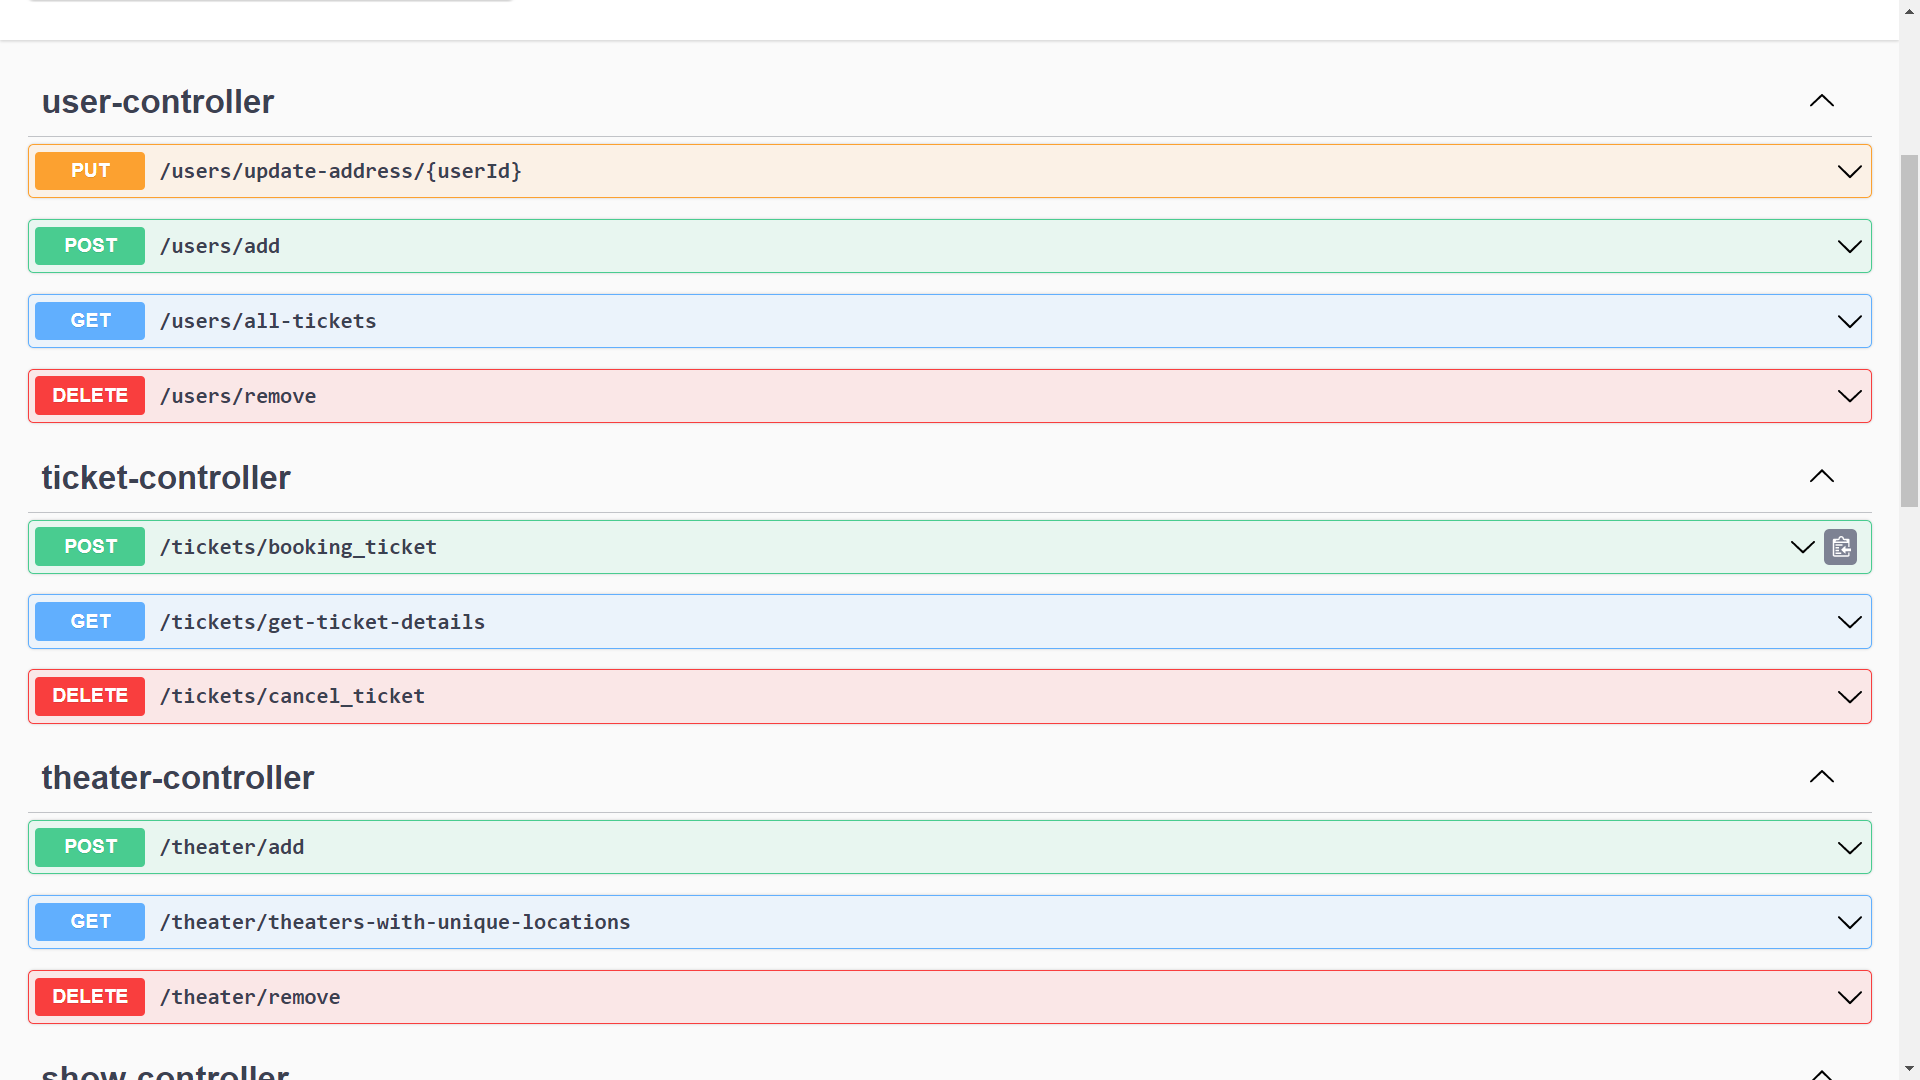 user-controller
PUT /users/update-address/{userId}
POST /users/add
GET /users/all-tickets
DELETE /users/remove
ticket-controller
POST /tickets/booking_ticket
GET /tickets/get-ticket-details
DELETE /tickets/cancel_ticket
theater-controller
POST /theater/add
GET /theater/theaters-with-unique-locations
DELETE /theater/remove
show-controller